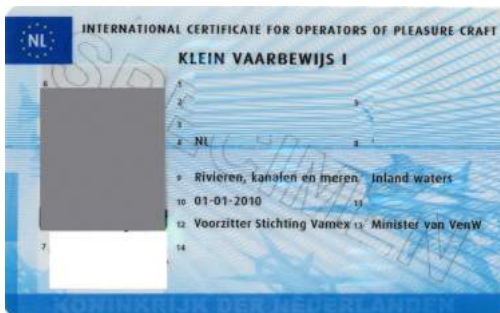 NL
INTERNATIONAL CERTIFICATE FOR OPERATORS OF PLEASURE CRAFT
KLEIN VAARBEWIJS I
SPECIMEN
6 1
2 5
3
4 NL 8
9 Rivieren, kanalen en meren Inland waters
10 01-01-2010 11
12 Voorzitter Stichting Vamex 13 Minister van VenW
7 14
KONINKRIJK DER NEDERLANDEN